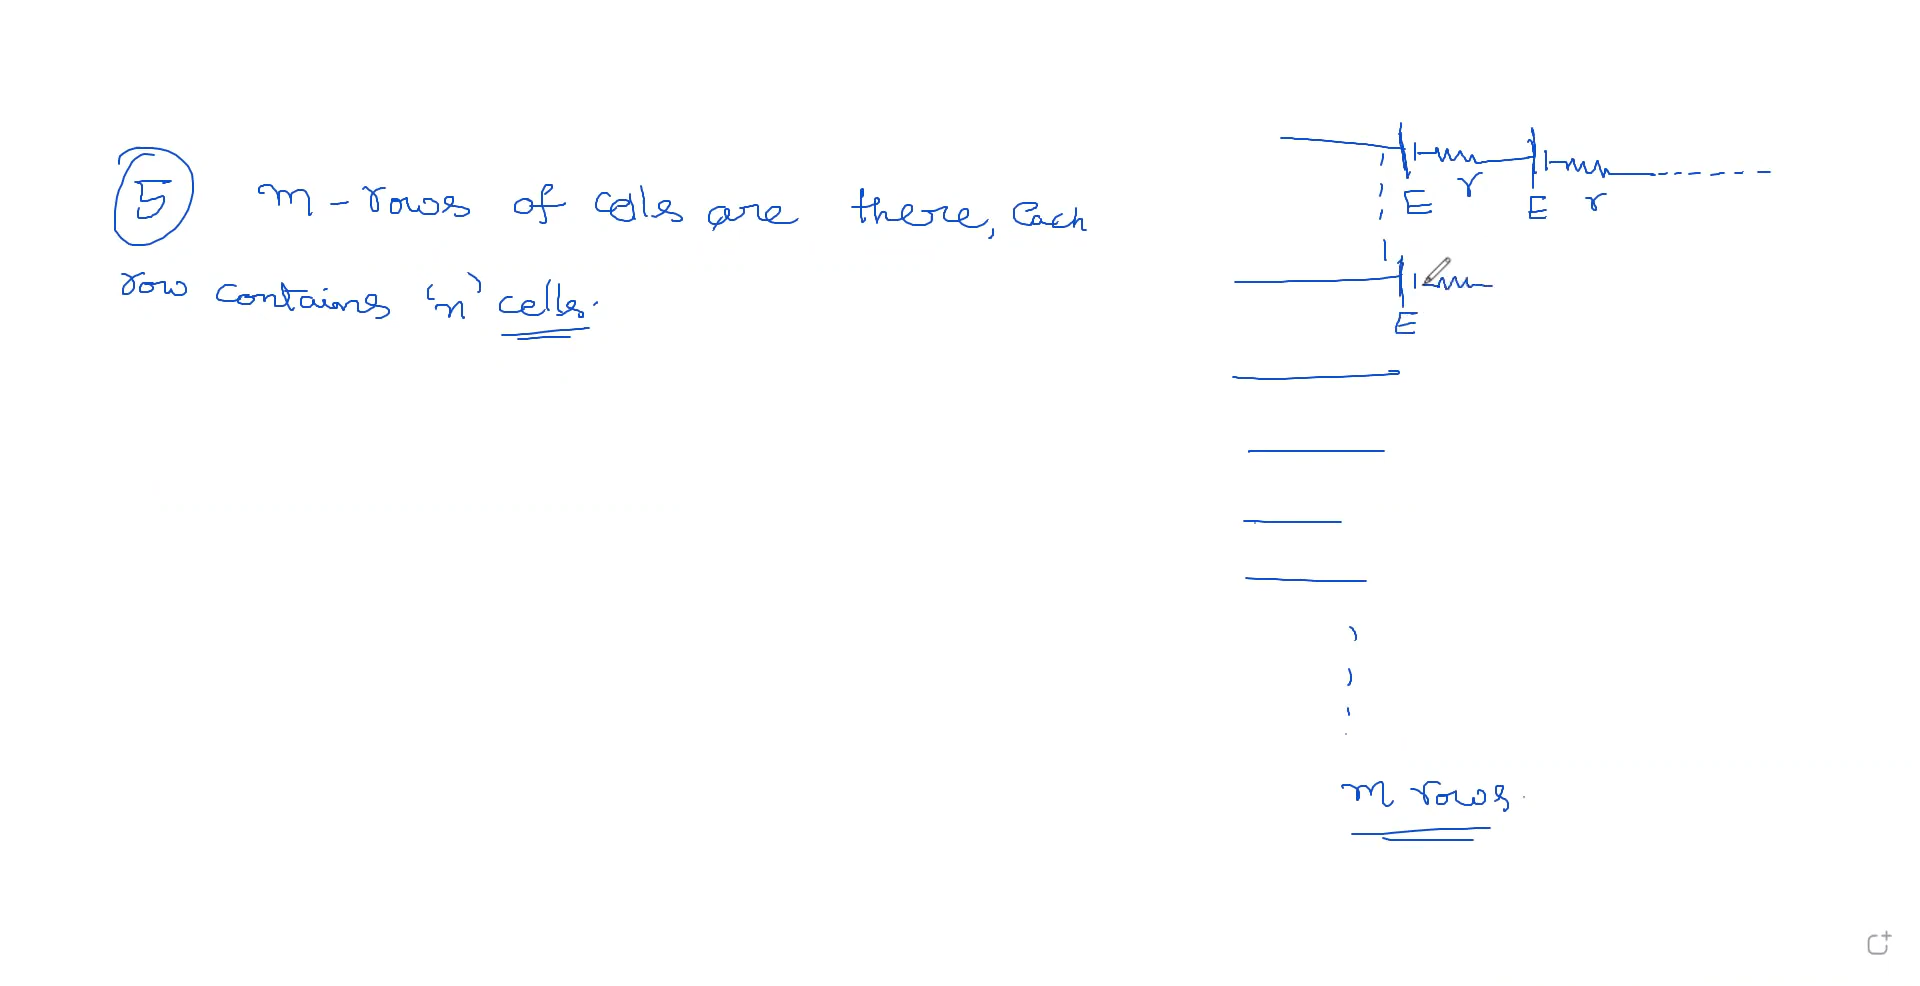 5 m-rows of cells are there, Each
row contains 'n' cells.
E r E r
E
m rows.